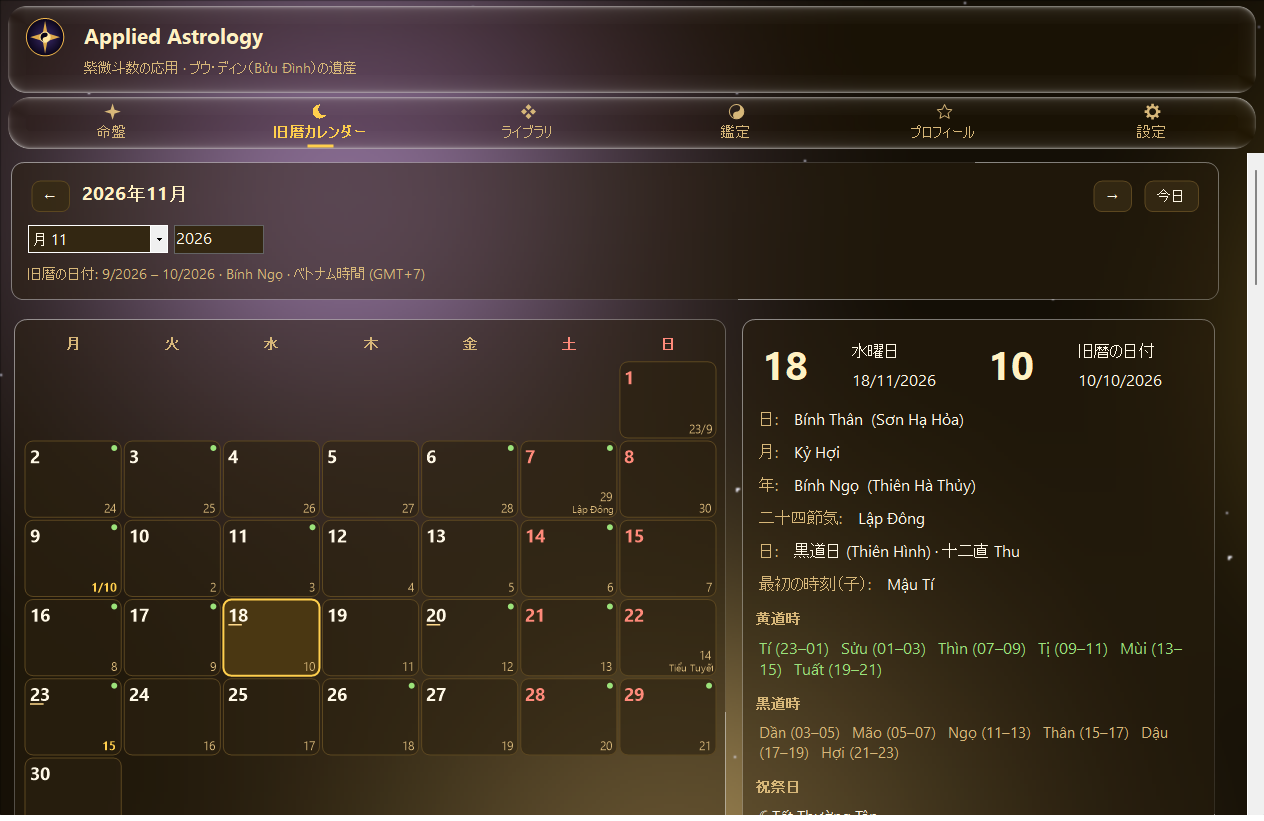 Applied Astrology
紫微斗数の応用 · ブウ·ディン(Bửu Đình)の遺産
命盤
旧暦カレンダー
ライブラリ
鑑定
プロフィール
設定
← 2026年11月 → 今日
月 11 2026
旧暦の日付: 9/2026 – 10/2026 · Bính Ngọ · ベトナム時間 (GMT+7)
月 火 水 木 金 土 日
1
23/9
2 3 4 5 6 7 8
24 25 26 27 28 29 30
Lập Đông
9 10 11 12 13 14 15
1/10 2 3 4 5 6 7
16 17 18 19 20 21 22
8 9 10 11 12 13 14
Tiểu Tuyết
23 24 25 26 27 28 29
15 16 17 18 19 20 21
30
18 水曜日 10 旧暦の日付
18/11/2026 10/10/2026
日: Bính Thân (Sơn Hạ Hỏa)
月: Kỷ Hợi
年: Bính Ngọ (Thiên Hà Thủy)
二十四節気: Lập Đông
日: 黒道日 (Thiên Hình) · 十二直 Thu
最初の時刻(子): Mậu Tí
黄道時
Tí (23–01) Sửu (01–03) Thìn (07–09) Tị (09–11) Mùi (13–
15) Tuất (19–21)
黒道時
Dần (03–05) Mão (05–07) Ngọ (11–13) Thân (15–17) Dậu
(17–19) Hợi (21–23)
祝祭日
Tết Thường Tân